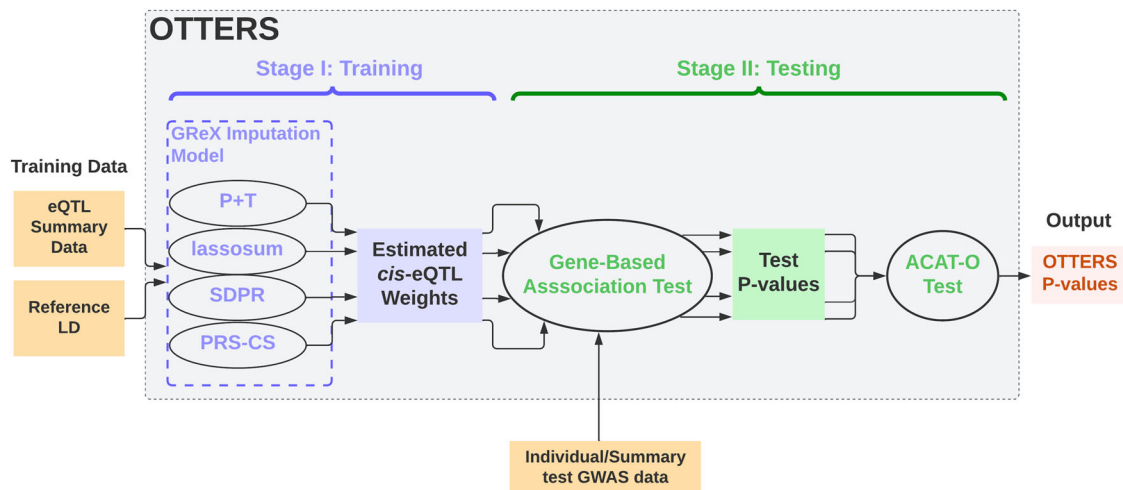 OTTERS
Stage I: Training
Stage II: Testing
GReX Imputation
Model
Training Data
eQTL
Summary
Data
Reference
LD
P+T
lassosum
SDPR
PRS-CS
Estimated
cis-eQTL
Weights
Gene-Based
Asssociation Test
Test
P-values
ACAT-O
Test
Output
OTTERS
P-values
Individual/Summary
test GWAS data